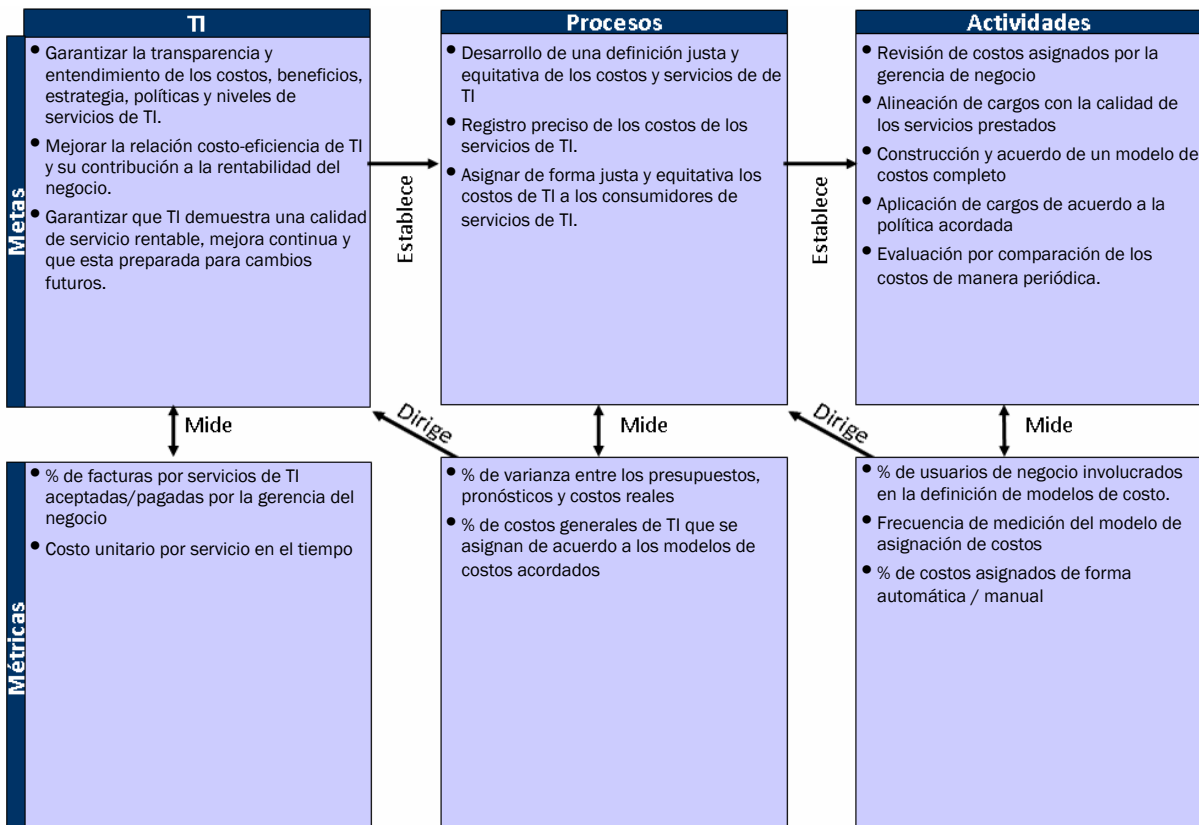 TI
Metas
• Garantizar la transparencia y
entendimiento de los costos, beneficios,
estrategia, políticas y niveles de
servicios de TI.
• Mejorar la relación costo-eficiencia de TI
y su contribución a la rentabilidad del
negocio.
• Garantizar que TI demuestra una calidad
de servicio rentable, mejora continua y
que esta preparada para cambios
futuros.
Establece
Procesos
• Desarrollo de una definición justa y
equitativa de los costos y servicios de de
TI
• Registro preciso de los costos de los
servicios de TI.
• Asignar de forma justa y equitativa los
costos de TI a los consumidores de
servicios de TI.
Establece
Actividades
• Revisión de costos asignados por la
gerencia de negocio
• Alineación de cargos con la calidad de
los servicios prestados
• Construcción y acuerdo de un modelo de
costos completo
• Aplicación de cargos de acuerdo a la
política acordada
• Evaluación por comparación de los
costos de manera periódica.
Mide
Dirige
Mide
Dirige
Mide
Métricas
• % de facturas por servicios de TI
aceptadas/pagadas por la gerencia del
negocio
• Costo unitario por servicio en el tiempo
• % de varianza entre los presupuestos,
pronósticos y costos reales
• % de costos generales de TI que se
asignan de acuerdo a los modelos de
costos acordados
• % de usuarios de negocio involucrados
en la definición de modelos de costo.
• Frecuencia de medición del modelo de
asignación de costos
• % de costos asignados de forma
automática / manual